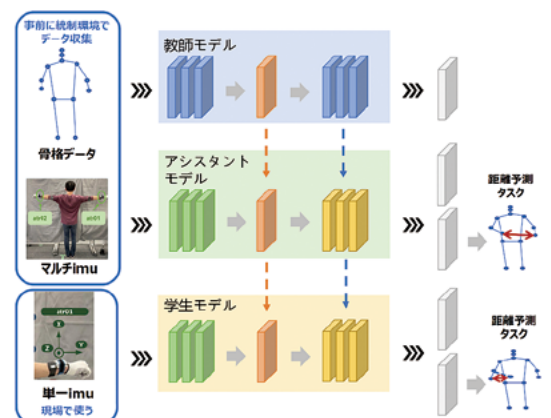 事前に統制環境で
データ収集
骨格データ
atr02
atr01
マルチimu
atr01
X
Z
Y
単一imu
現場で使う
教師モデル
アシスタント
モデル
学生モデル
距離予測
タスク
距離予測
タスク